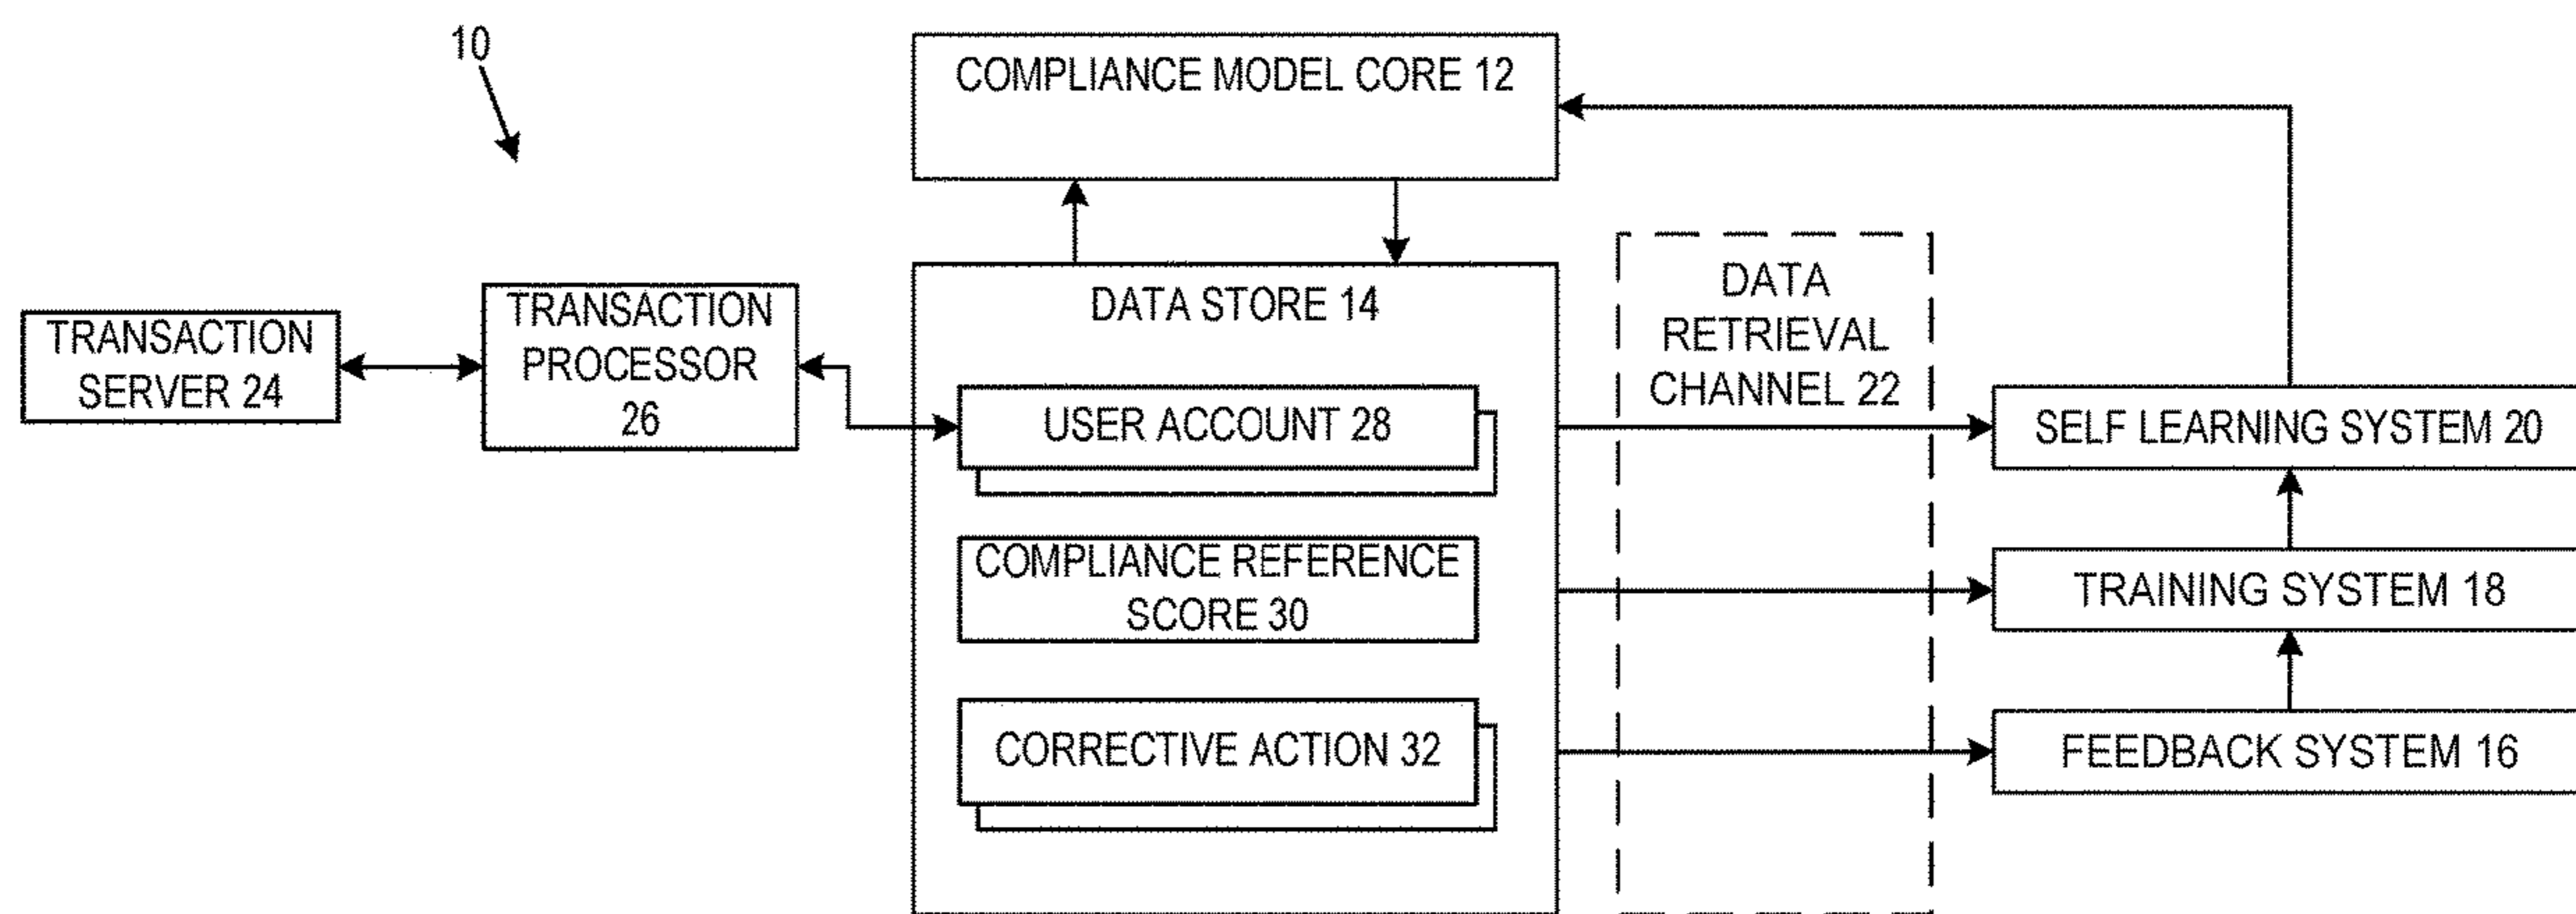 10
COMPLIANCE MODEL CORE 12
TRANSACTION
SERVER 24
TRANSACTION
PROCESSOR
26
DATA STORE 14
USER ACCOUNT 28
COMPLIANCE REFERENCE
SCORE 30
CORRECTIVE ACTION 32
DATA
RETRIEVAL
CHANNEL 22
SELF LEARNING SYSTEM 20
TRAINING SYSTEM 18
FEEDBACK SYSTEM 16